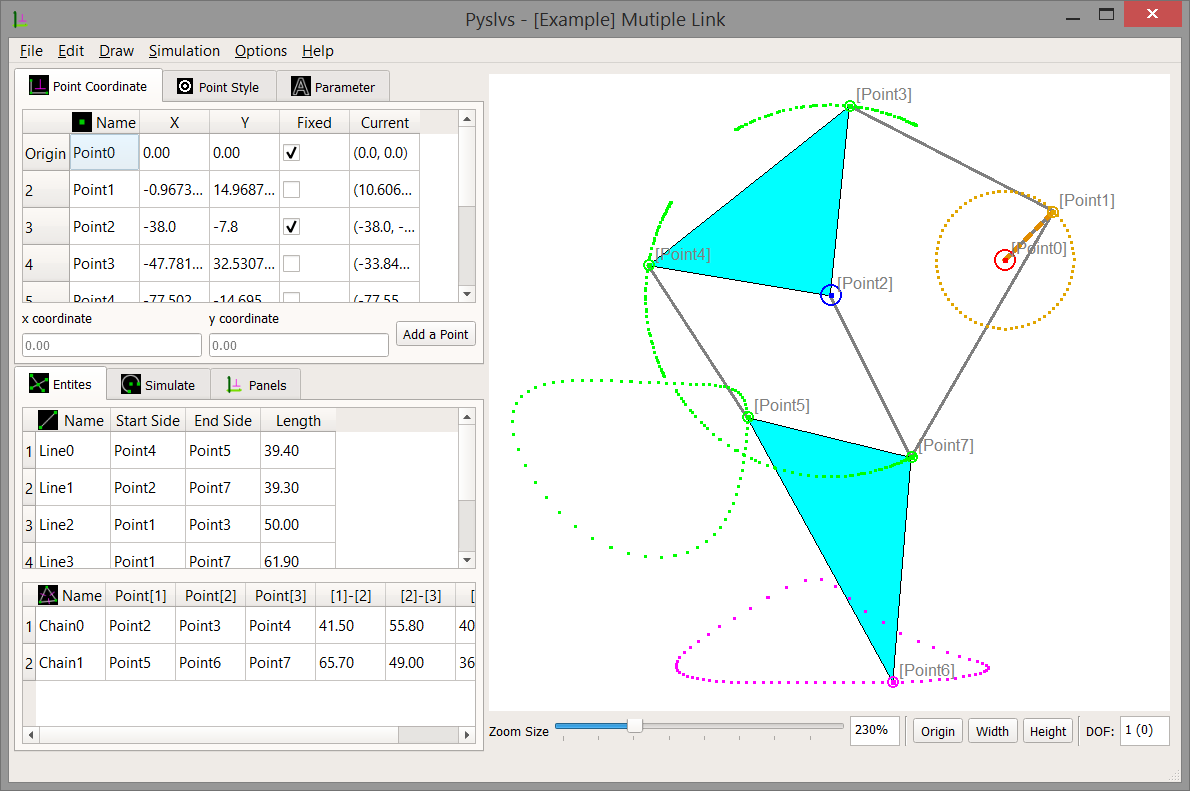 Pyslvs - [Example] Mutiple Link
File Edit Draw Simulation Options Help
Point Coordinate Point Style Parameter
Name X Y Fixed Current
Origin Point0 0.00 0.00 (0.0, 0.0)
2 Point1 -0.9673... 14.9687... (10.606...
3 Point2 -38.0 -7.8 (-38.0, -...
4 Point3 -47.781... 32.5307... (-33.84...
5 Point4 -77.502 -14.695 (-77.55
x coordinate y coordinate
0.00 0.00 Add a Point
Entites Simulate Panels
Name Start Side End Side Length
1 Line0 Point4 Point5 39.40
2 Line1 Point2 Point7 39.30
3 Line2 Point1 Point3 50.00
4 Line3 Point1 Point7 61.90
Name Point[1] Point[2] Point[3] [1]-[2] [2]-[3] [
1 Chain0 Point2 Point3 Point4 41.50 55.80 40
2 Chain1 Point5 Point6 Point7 65.70 49.00 36
[Point3]
[Point1]
[Point0]
[Point4]
[Point2]
[Point5]
[Point7]
[Point6]
Zoom Size 230% Origin Width Height DOF: 1 (0)